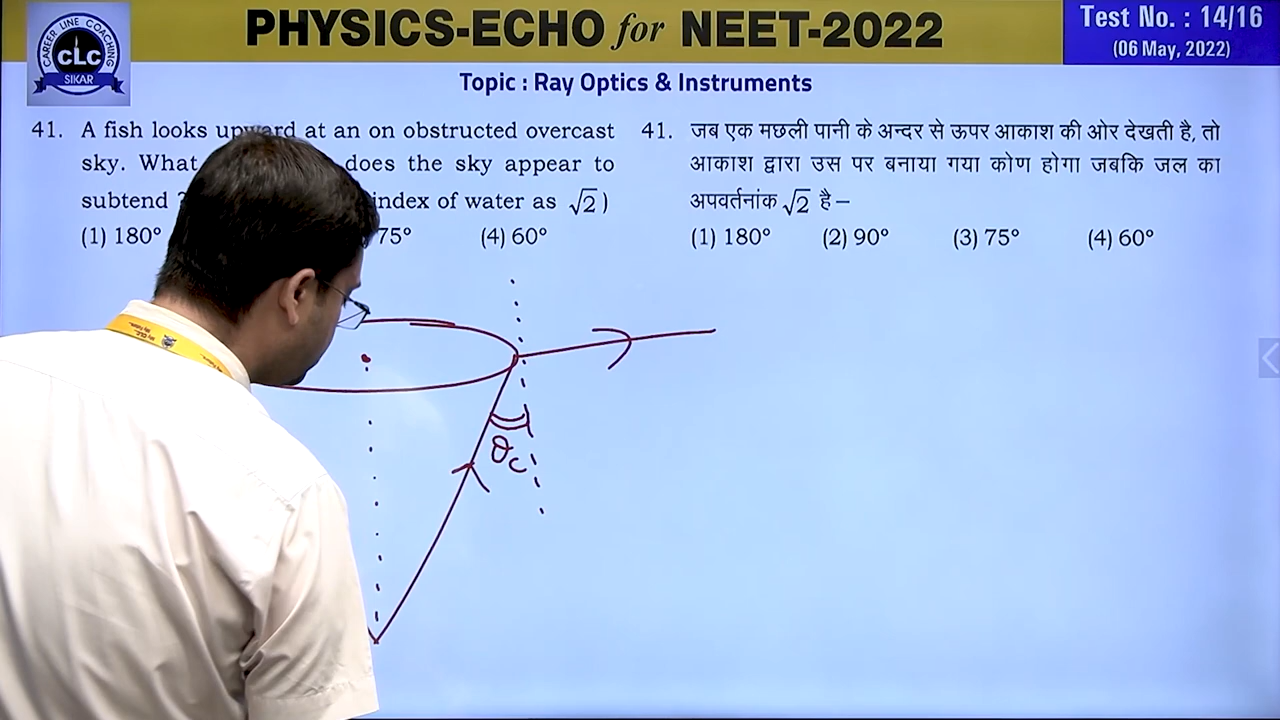 PHYSICS-ECHO for NEET-2022
Test No. : 14/16
(06 May, 2022)
CAREER LINE COACHING
CLC
SIKAR
Topic : Ray Optics & Instruments
41. A fish looks upward at an on obstructed overcast
sky. What does the sky appear to
subtend ? index of water as √2 )
(1) 180° 75° (4) 60°
41. जब एक मछली पानी के अन्दर से ऊपर आकाश की ओर देखती है, तो
आकाश द्वारा उस पर बनाया गया कोण होगा जबकि जल का
अपवर्तनांक √2 है –
(1) 180° (2) 90° (3) 75° (4) 60°
θc